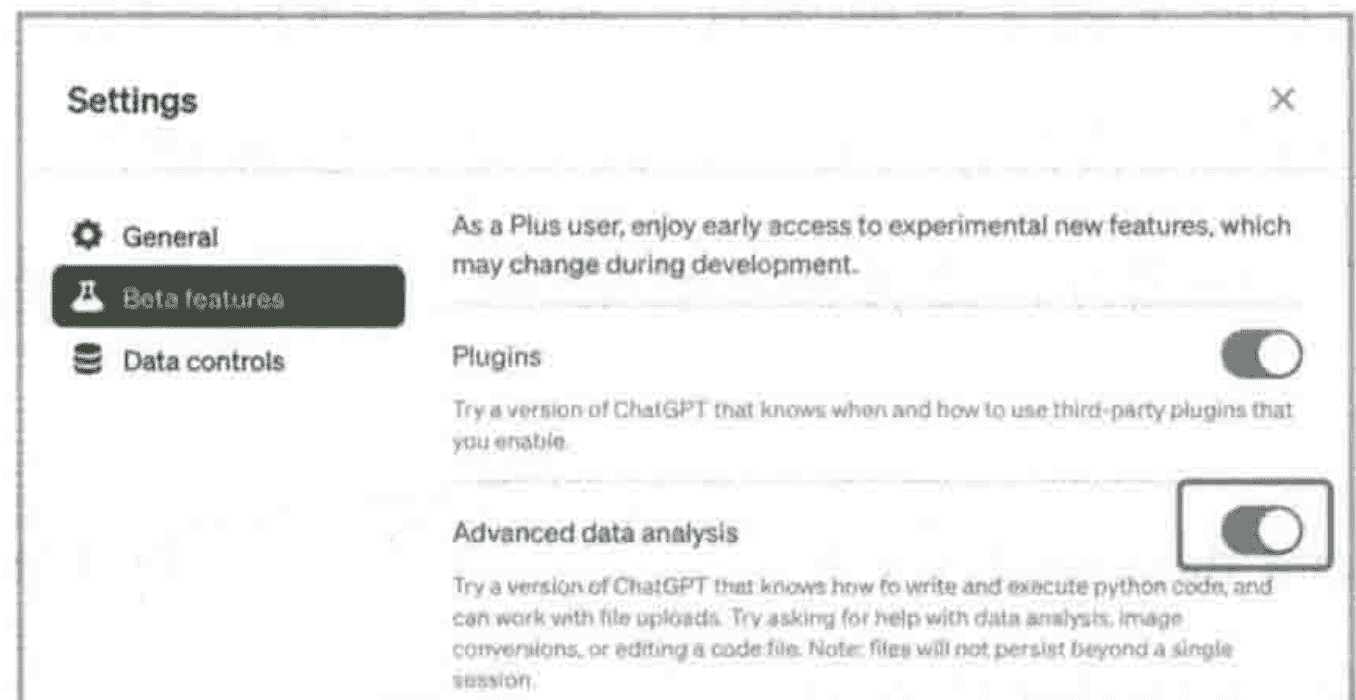 Settings
General
Beta features
Data controls
As a Plus user, enjoy early access to experimental new features, which
may change during development.
Plugins
Try a version of ChatGPT that knows when and how to use third-party plugins that
you enable.
Advanced data analysis
Try a version of ChatGPT that knows how to write and execute python code, and
can work with file uploads. Try asking for help with data analysis, image
conversions, or editing a code file. Note: files will not persist beyond a single
session.